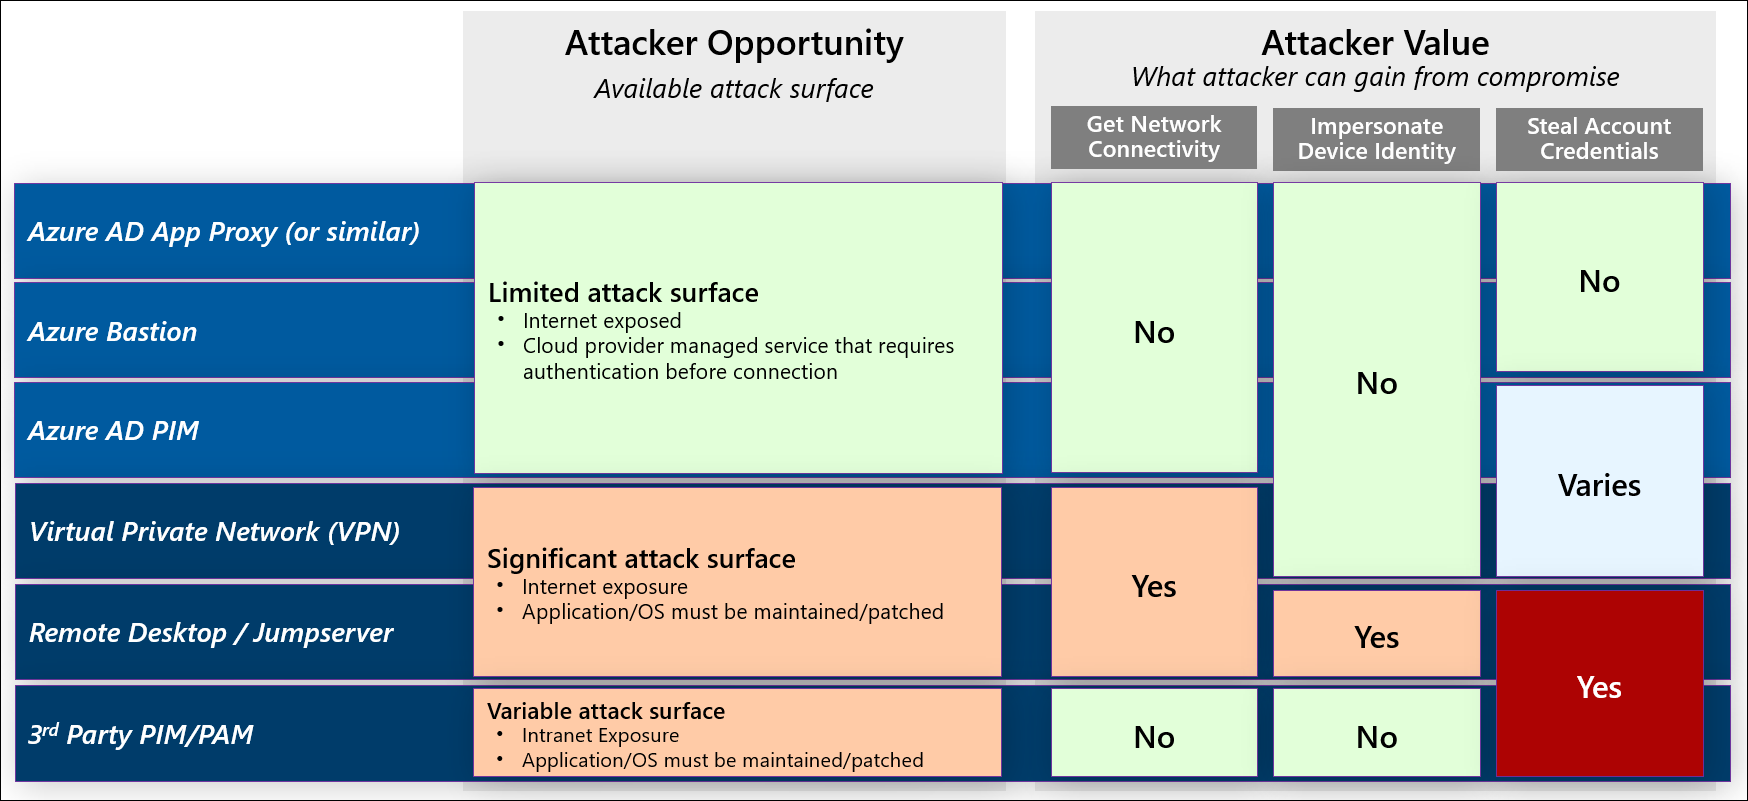 Attacker Opportunity
Available attack surface
Attacker Value
What attacker can gain from compromise
Get Network
Connectivity
Impersonate
Device Identity
Steal Account
Credentials
Azure AD App Proxy (or similar)
Azure Bastion
Azure AD PIM
Virtual Private Network (VPN)
Remote Desktop / Jumpserver
3rd Party PIM/PAM
Limited attack surface
• Internet exposed
• Cloud provider managed service that requires
authentication before connection
Significant attack surface
• Internet exposure
• Application/OS must be maintained/patched
Variable attack surface
• Intranet Exposure
• Application/OS must be maintained/patched
No
Yes
No
No
Yes
No
No
Varies
Yes